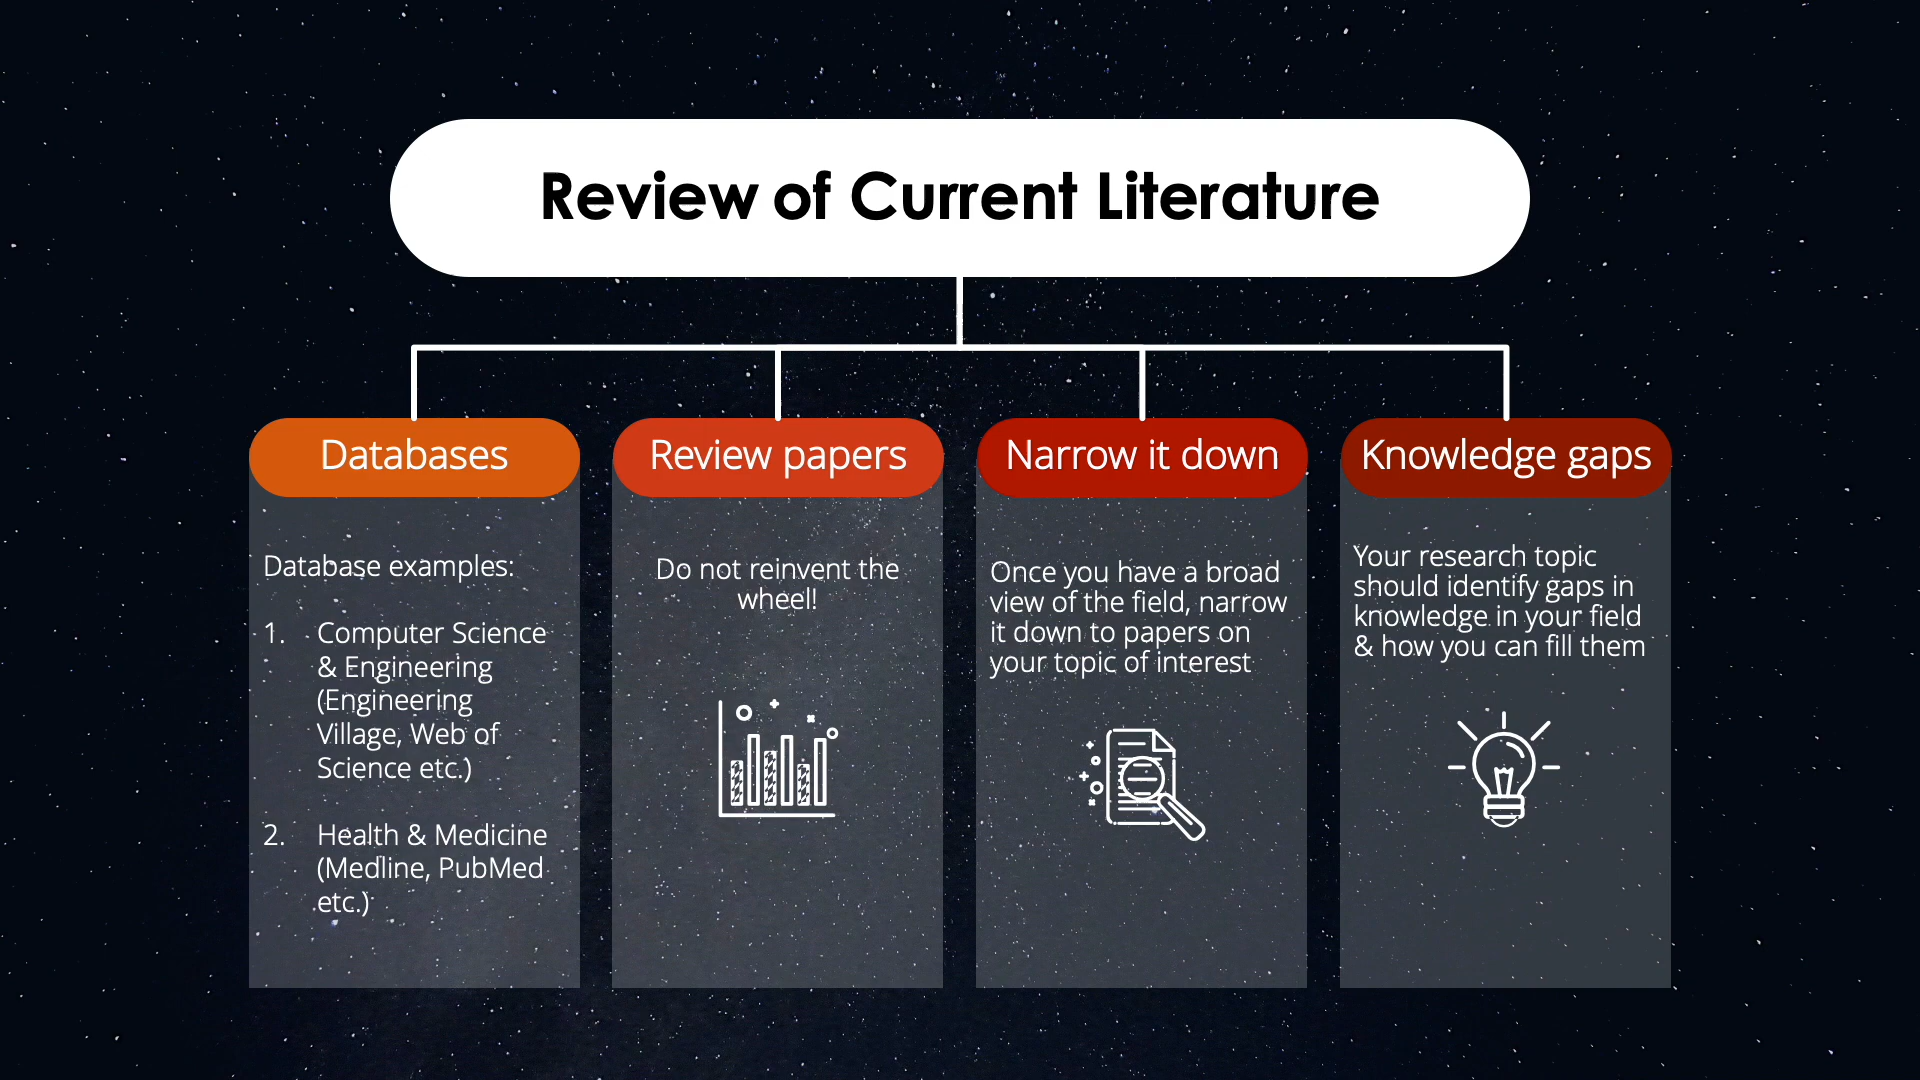 Review of Current Literature
Databases
Database examples:
1. Computer Science
& Engineering
(Engineering
Village, Web of
Science etc.)
2. Health & Medicine
(Medline, PubMed
etc.)
Review papers
Do not reinvent the
wheel!
Narrow it down
Once you have a broad
view of the field, narrow
it down to papers on
your topic of interest
Knowledge gaps
Your research topic
should identify gaps in
knowledge in your field
& how you can fill them